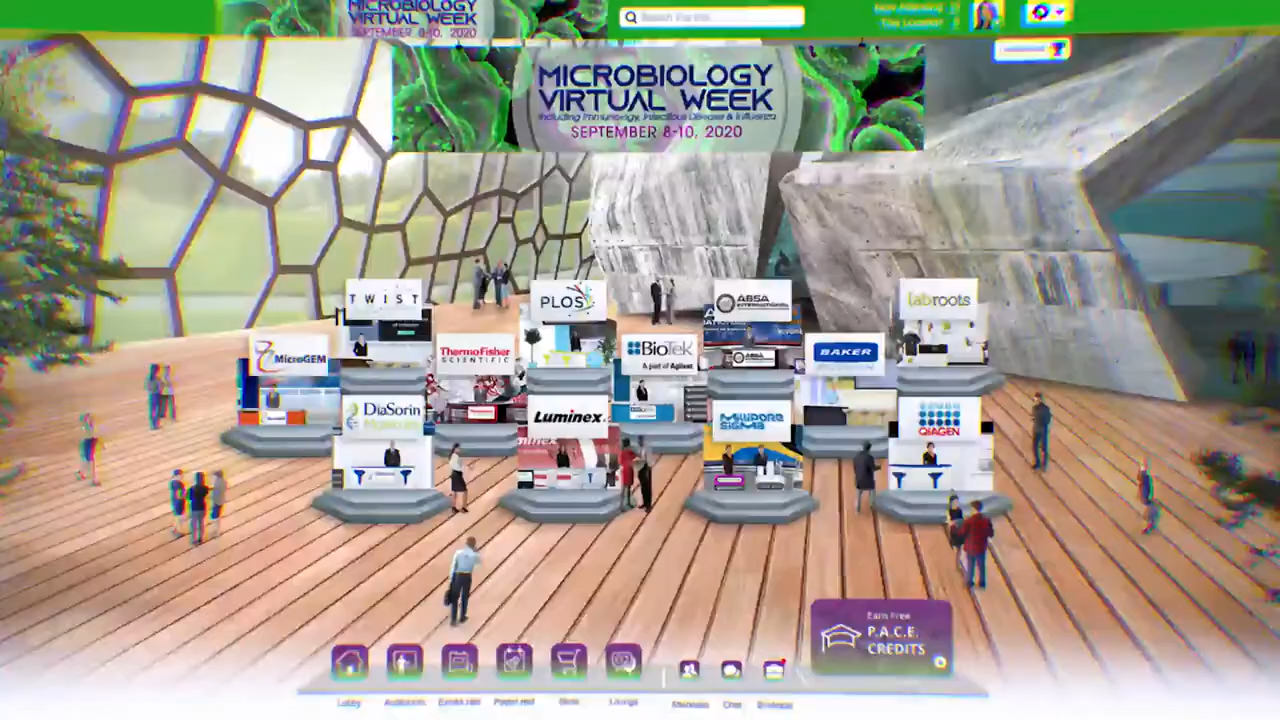 MICROBIOLOGY
VIRTUAL WEEK
SEPTEMBER 8-10, 2020
MICROBIOLOGY
VIRTUAL WEEK
Including Immunology, Infectious Disease & Influenza
SEPTEMBER 8-10, 2020
TWIST
PLOS
ABSA
INTERNATIONAL
labroots
MicroGEM
ThermoFisher
SCIENTIFIC
BioTek
A part of Agilent
ABSA
BAKER
DiaSorin
Luminex
MILLIPORE
SIGMA
QIAGEN
Earn Free
P.A.C.E.
CREDITS
Lobby
Auditorium
Exhibit Hall
Poster Hall
Lounge
Chat